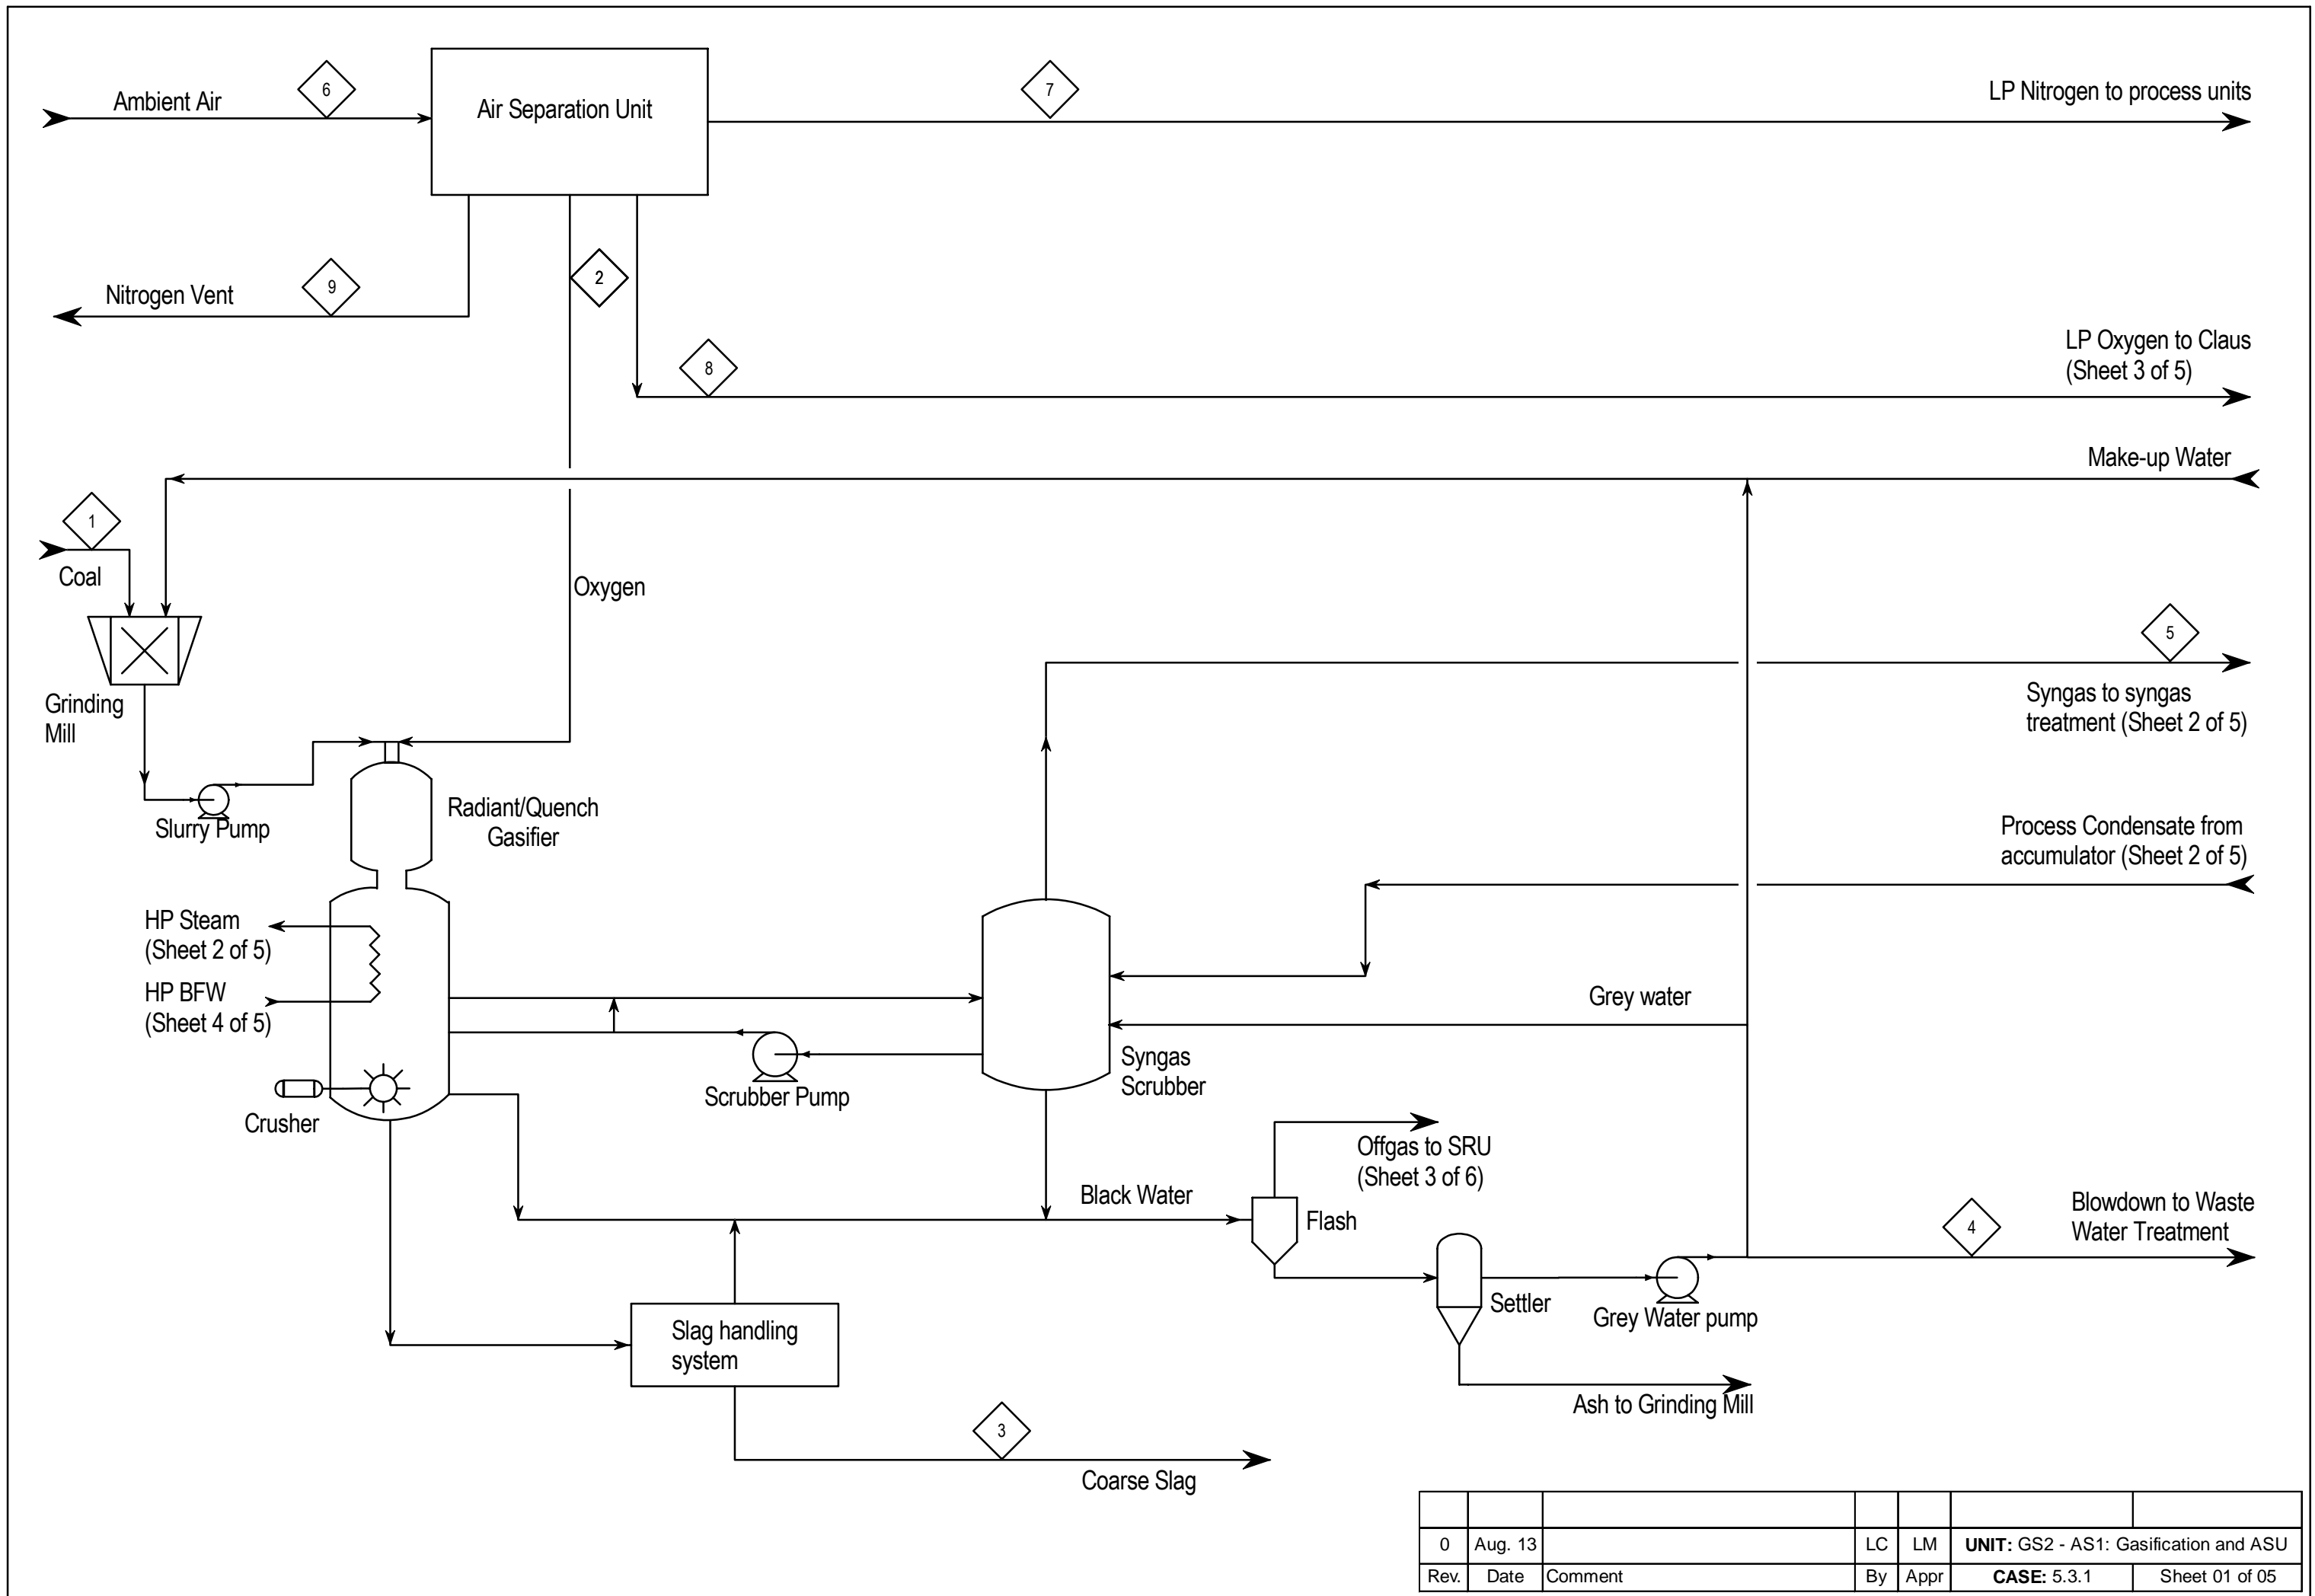 6
7
Ambient Air
Air Separation Unit
LP Nitrogen to process units
2
9
Nitrogen Vent
8
LP Oxygen to Claus
(Sheet 3 of 5)
Make-up Water
1
Coal
Oxygen
5
Grinding
Mill
Syngas to syngas
treatment (Sheet 2 of 5)
Slurry Pump
Radiant/Quench
Gasifier
Process Condensate from
accumulator (Sheet 2 of 5)
HP Steam
(Sheet 2 of 5)
HP BFW
(Sheet 4 of 5)
Grey water
Syngas
Scrubber
Scrubber Pump
Crusher
Offgas to SRU
(Sheet 3 of 6)
Black Water
Flash
4
Blowdown to Waste
Water Treatment
Settler
Grey Water pump
Slag handling
system
Ash to Grinding Mill
3
Coarse Slag
0 Aug. 13 LC LM UNIT: GS2 - AS1: Gasification and ASU
Rev. Date Comment By Appr CASE: 5.3.1 Sheet 01 of 05